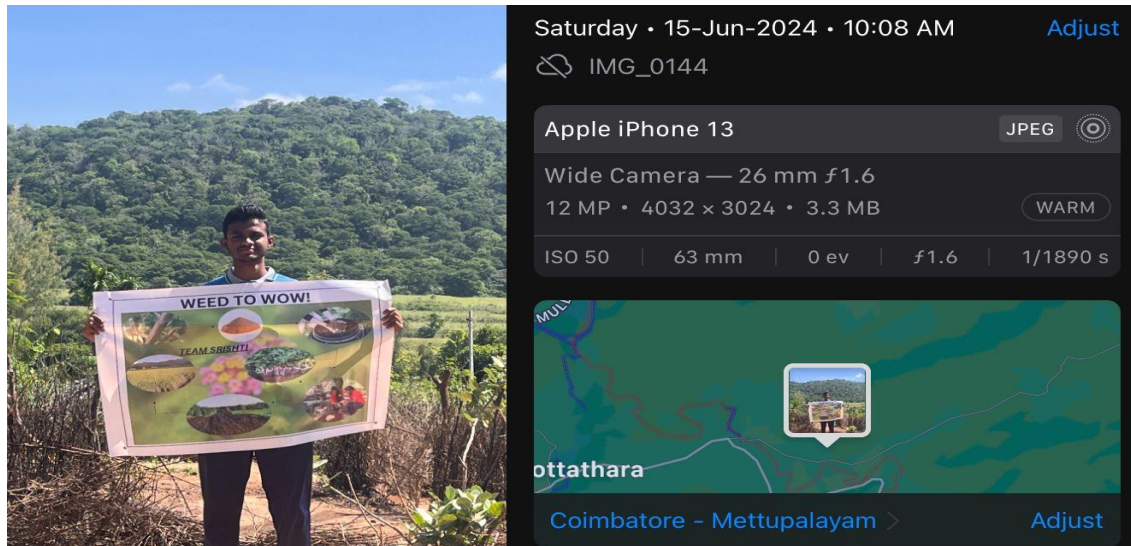 WEED TO WOW!
TEAM SRISHTI
Saturday • 15-Jun-2024 • 10:08 AM
Adjust
IMG_0144
Apple iPhone 13
JPEG
Wide Camera — 26 mm ƒ1.6
12 MP • 4032 × 3024 • 3.3 MB
WARM
ISO 50 | 63 mm | 0 ev | ƒ1.6 | 1/1890 s
MUL
ottathara
Coimbatore – Mettupalayam
Adjust